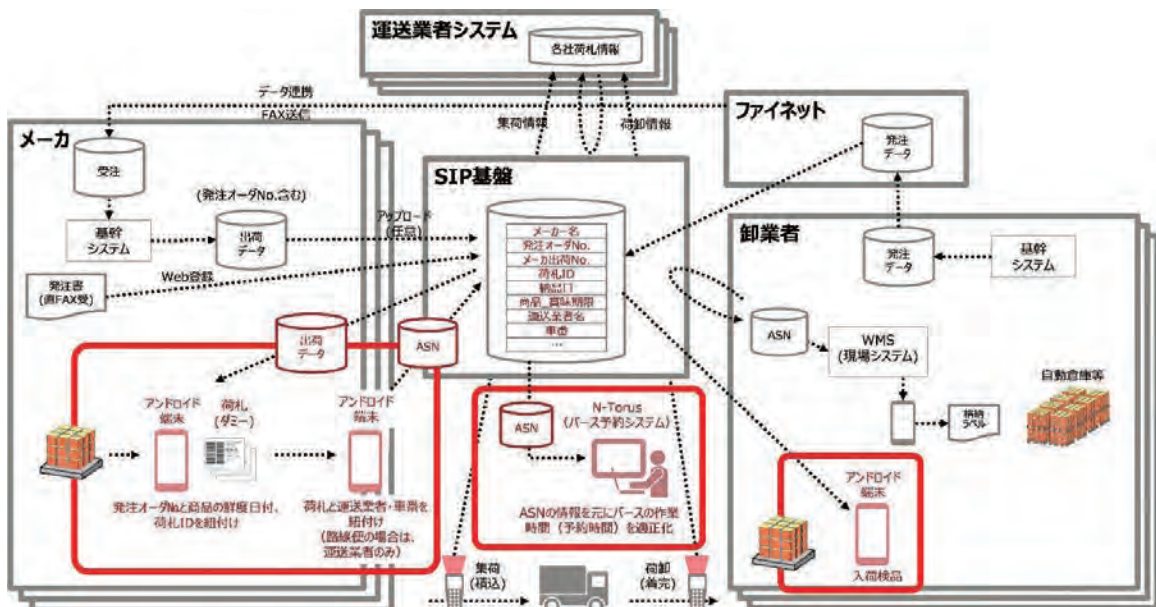 運送業者システム
各社荷札情報
データ連携
FAX送信
集荷情報
荷卸情報
ファイネット
発注
データ
メーカ
受注
(発注オーダNo.含む)
基幹
システム
出荷
データ
アップロード
(任意)
発注書
(直FAX受)
Web登録
SIP基盤
メーカー名
発注オーダNo.
メーカ出荷No.
荷札ID
納品日
商品_賞味期限
運送業者名
車番
…
卸業者
発注
データ
基幹
システム
ASN
WMS
(現場システム)
自動倉庫等
格納
ラベル
出荷
データ
ASN
アンドロイド
端末
荷札
(ダミー)
アンドロイド
端末
発注オーダ№と商品の鮮度日付、
荷札IDを紐付け
荷札と運送業者・車番を
紐付け
(路線便の場合は、
運送業者のみ)
ASN
N-Torus
(バース予約システム)
ASNの情報を元にバースの作業
時間(予約時間)を適正化
アンドロイド
端末
入荷検品
集荷
(積込)
荷卸
(着完)